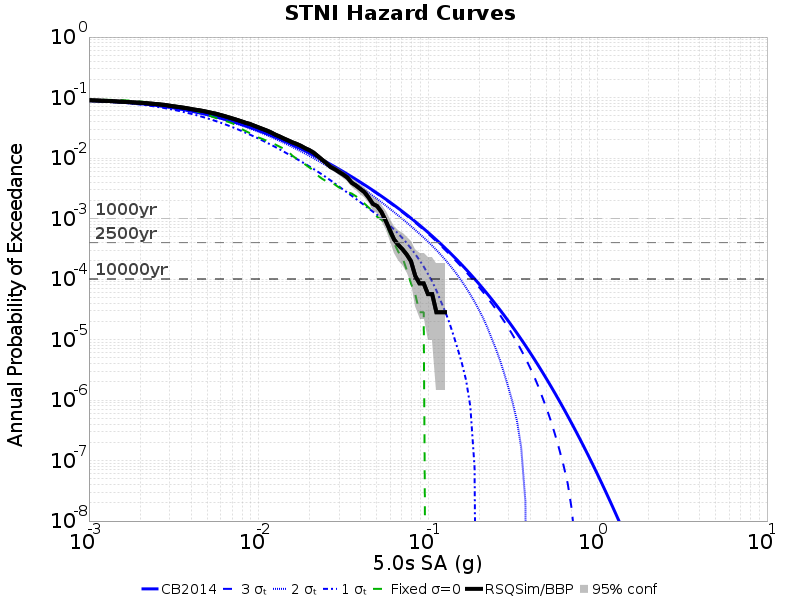 STNI Hazard Curves
Annual Probability of Exceedance
10^0
10^-1
10^-2
10^-3
10^-4
10^-5
10^-6
10^-7
10^-8
1000yr
2500yr
10000yr
10^-3 10^-2 10^-1 10^0 10^1
5.0s SA (g)
CB2014 3 σₜ 2 σₜ 1 σₜ Fixed σ=0 RSQSim/BBP 95% conf